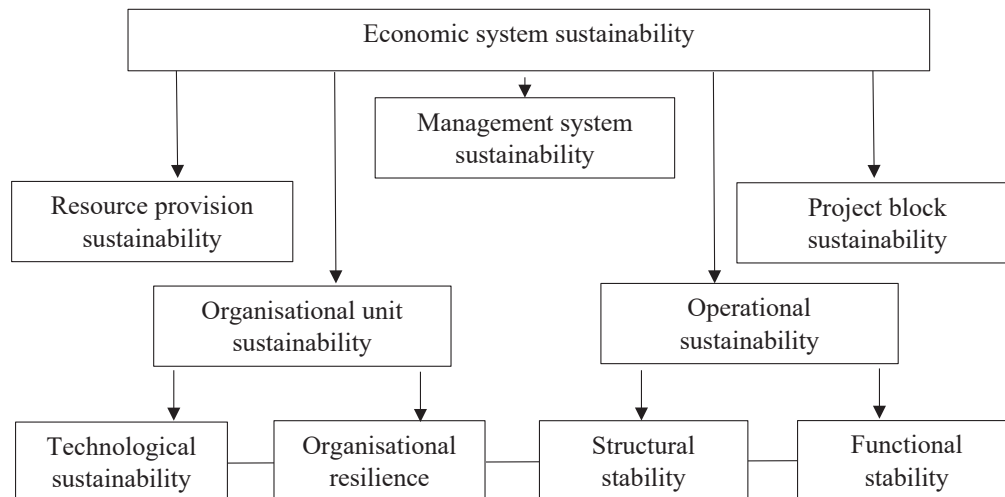 Economic system sustainability
Management system
sustainability
Resource provision
sustainability
Project block
sustainability
Organisational unit
sustainability
Operational
sustainability
Technological
sustainability
Organisational
resilience
Structural
stability
Functional
stability